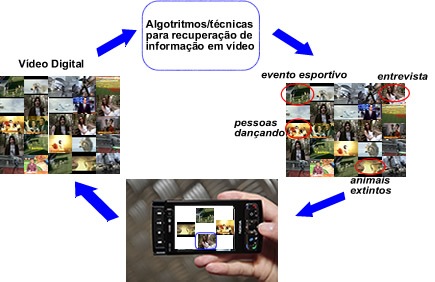 Algotritmos/técnicas
para recuperação de
informação em vídeo
Vídeo Digital
evento esportivo
entrevista
pessoas
dançando
animais
extintos